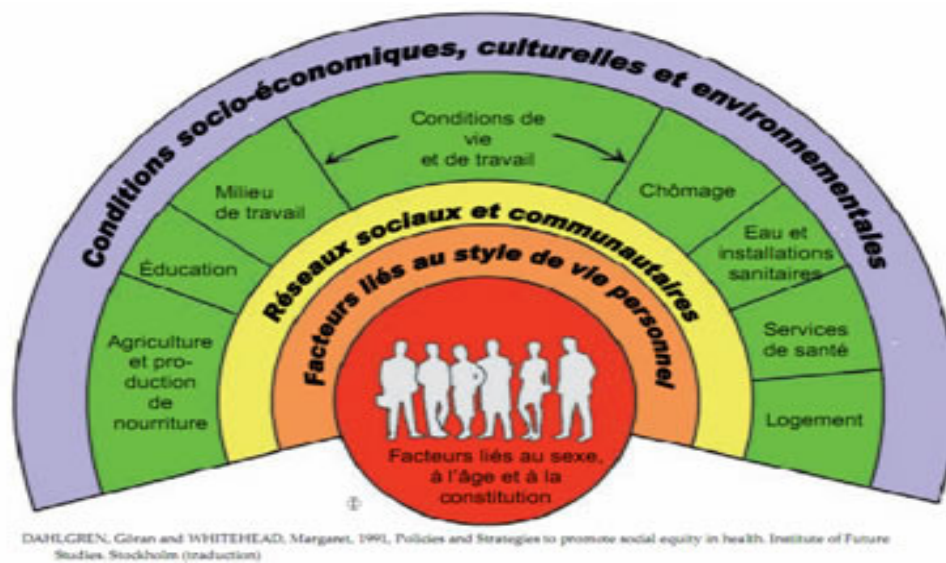 Conditions socio-économiques, culturelles et environnementales
Conditions de
vie
et de travail
Milieu
de travail
Éducation
Agriculture
et pro-
duction
de
nourriture
Chômage
Eau et
installations
sanitaires
Services
de santé
Logement
Réseaux sociaux et communautaires
Facteurs liés au style de vie personnel
Facteurs liés au sexe,
à l'âge et à la
constitution
DAHLGREN, Göran and WHITEHEAD, Margaret, 1991, Policies and Strategies to promote social equity in health. Institute of Future
Studies. Stockholm (traduction)